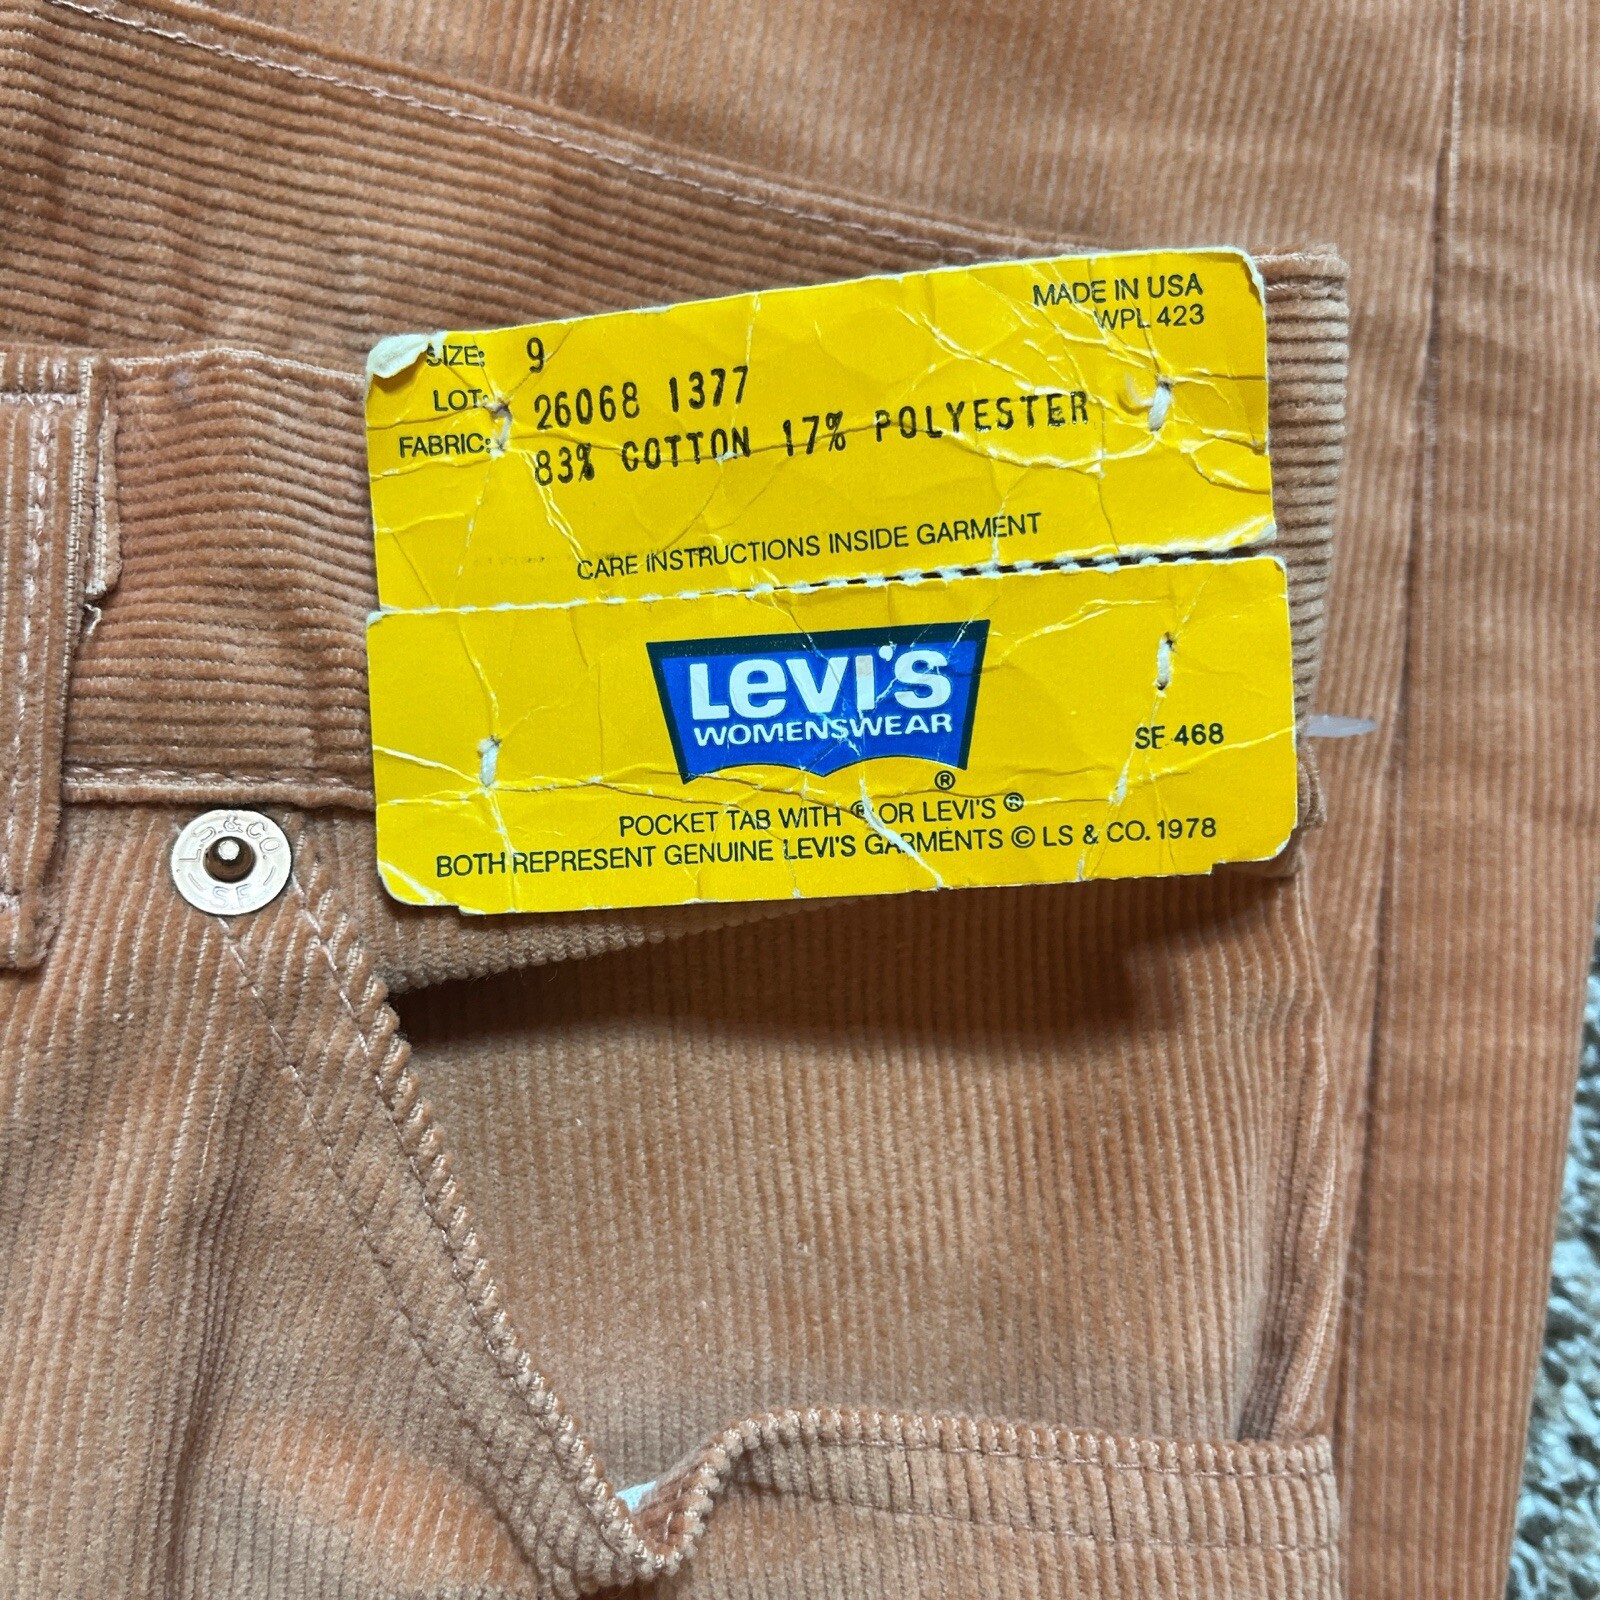 MADE IN USA
WPL 423
SIZE: 9
LOT: 26068 1377
FABRIC: 83% COTTON 17% POLYESTER
CARE INSTRUCTIONS INSIDE GARMENT
LEVI'S
WOMENSWEAR
®
SF 468
POCKET TAB WITH ® OR LEVI'S ®
BOTH REPRESENT GENUINE LEVI'S GARMENTS © LS & CO. 1978
L.S.&CO.
— S F —